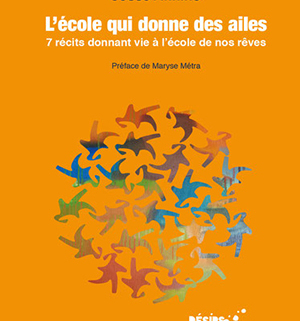 L'école qui donne des ailes
7 récits donnant vie à l'école de nos rêves
Préface de Maryse Métra